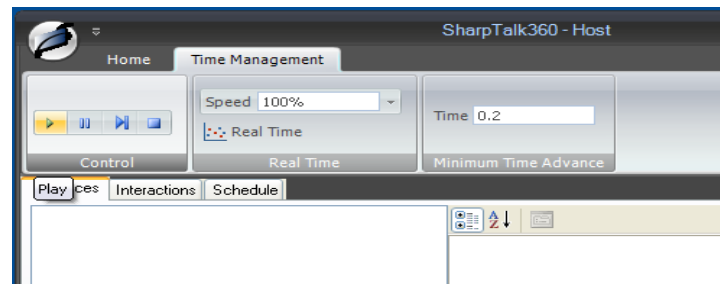 SharpTalk360 - Host
Home Time Management
Speed 100%
Time 0.2
Real Time
Control Real Time Minimum Time Advance
Play ces Interactions Schedule